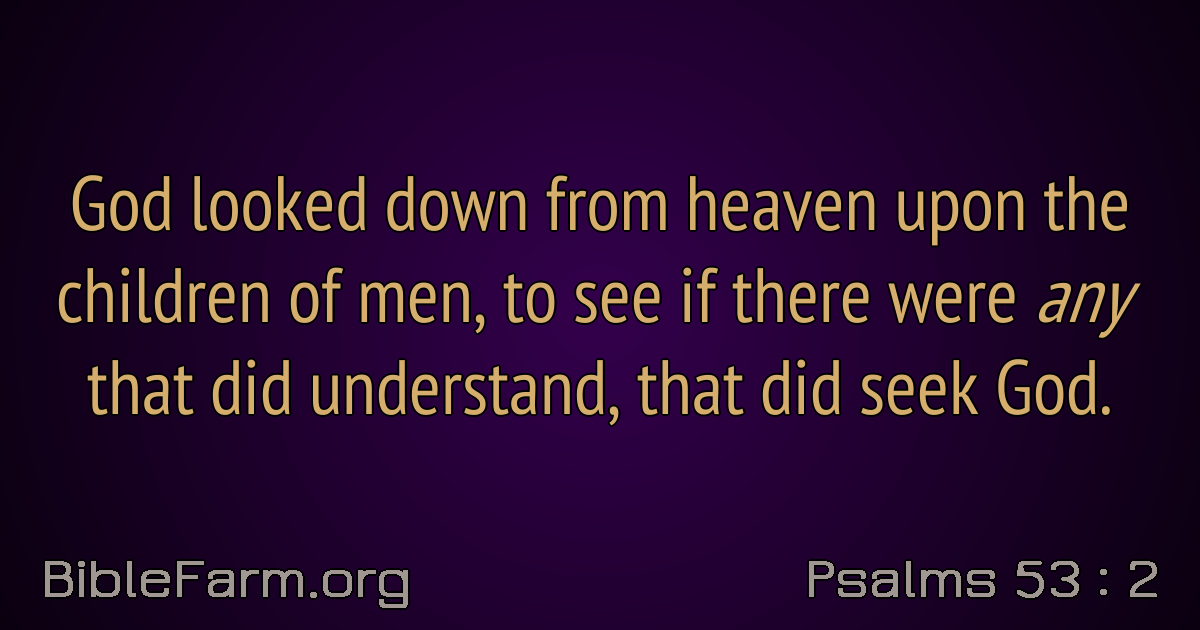 God looked down from heaven upon the
children of men, to see if there were any
that did understand, that did seek God.
BibleFarm.org
Psalms 53 : 2